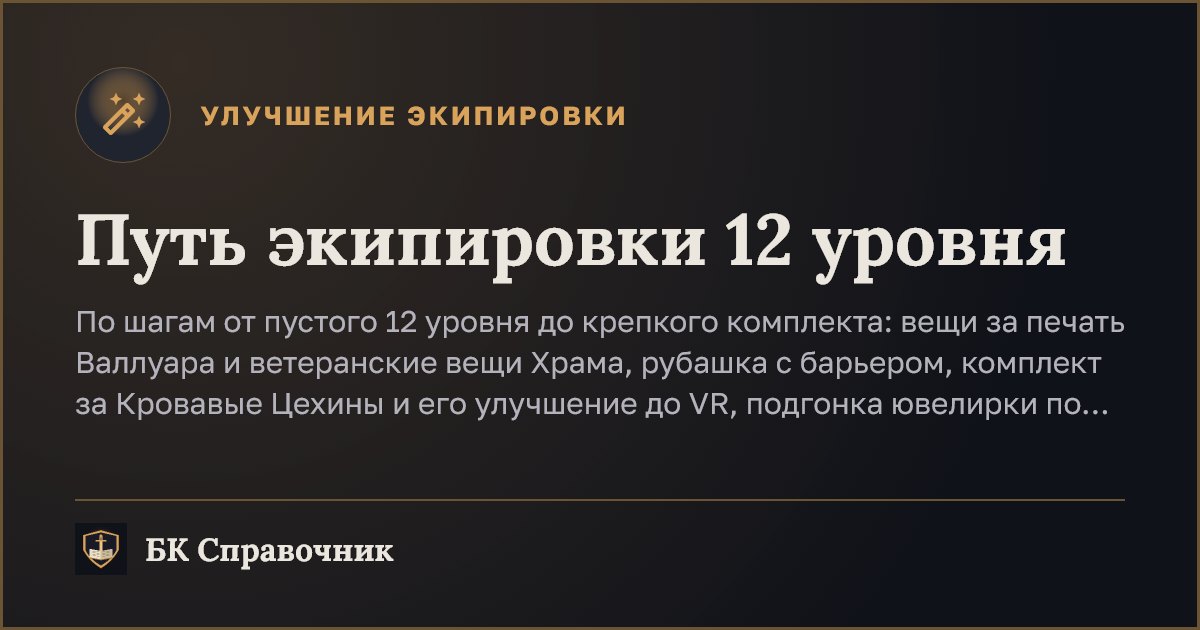 УЛУЧШЕНИЕ ЭКИПИРОВКИ
Путь экипировки 12 уровня
По шагам от пустого 12 уровня до крепкого комплекта: вещи за печать
Валлуара и ветеранские вещи Храма, рубашка с барьером, комплект
за Кровавые Цехины и его улучшение до VR, подгонка ювелирки по…
БК Справочник